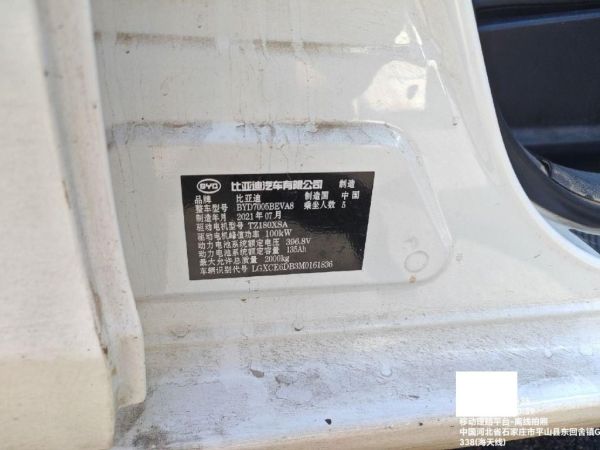 BYD 比亚迪汽车有限公司 制造
品牌 比亚迪 制造国 中国
整车型号 BYD7005BEVA8 乘坐人数 5
制造年月 2021年07月
驱动电机型号 TZ180XSA
驱动电机峰值功率 100kW
动力电池系统额定电压 396.8V
动力电池系统额定容量 135Ah
最大允许总质量 2000kg
车辆识别代号 LGXCE6DB3M0161836
移动理赔平台-离线拍照
中国河北省石家庄市平山县东回舍镇G
338(海天线)